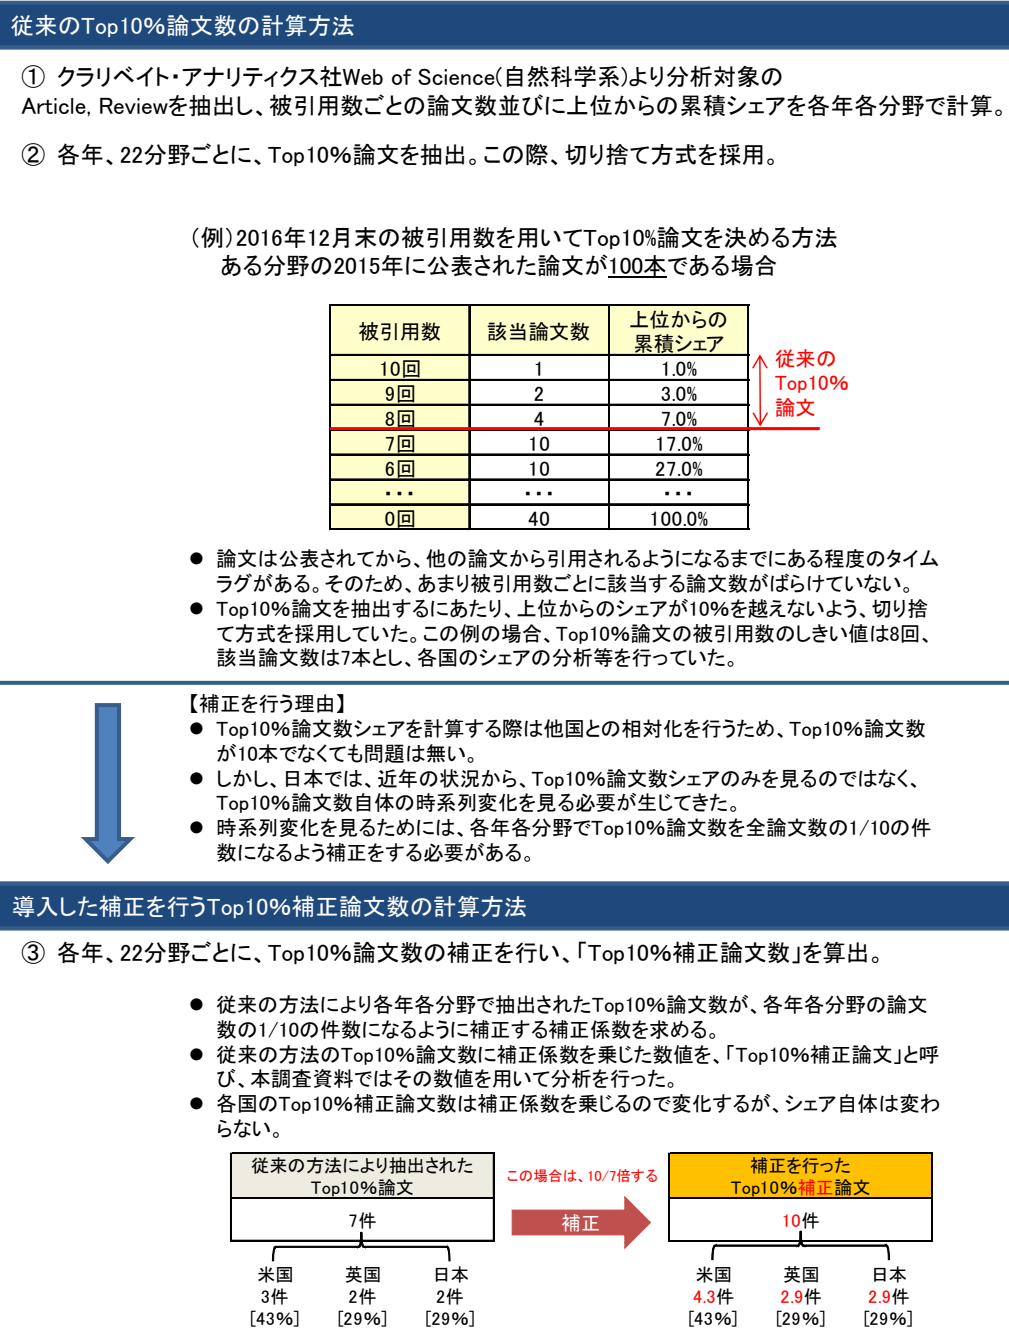 従来のTop10%論文数の計算方法
① クラリベイト・アナリティクス社Web of Science(自然科学系)より分析対象の
Article, Reviewを抽出し、被引用数ごとの論文数並びに上位からの累積シェアを各年各分野で計算。
② 各年、22分野ごとに、Top10%論文を抽出。この際、切り捨て方式を採用。
(例)2016年12月末の被引用数を用いてTop10%論文を決める方法
ある分野の2015年に公表された論文が100本である場合
被引用数 該当論文数 上位からの
累積シェア
10回 1 1.0%
9回 2 3.0%
8回 4 7.0%
7回 10 17.0%
6回 10 27.0%
・・・ ・・・ ・・・
0回 40 100.0%
従来の
Top10%
論文
● 論文は公表されてから、他の論文から引用されるようになるまでにある程度のタイム
ラグがある。そのため、あまり被引用数ごとに該当する論文数がばらけていない。
● Top10%論文を抽出するにあたり、上位からのシェアが10%を越えないよう、切り捨
て方式を採用していた。この例の場合、Top10%論文の被引用数のしきい値は8回、
該当論文数は7本とし、各国のシェアの分析等を行っていた。
【補正を行う理由】
● Top10%論文数シェアを計算する際は他国との相対化を行うため、Top10%論文数
が10本でなくても問題は無い。
● しかし、日本では、近年の状況から、Top10%論文数シェアのみを見るのではなく、
Top10%論文数自体の時系列変化を見る必要が生じてきた。
● 時系列変化を見るためには、各年各分野でTop10%論文数を全論文数の1/10の件
数になるよう補正をする必要がある。
導入した補正を行うTop10%補正論文数の計算方法
③ 各年、22分野ごとに、Top10%論文数の補正を行い、「Top10%補正論文数」を算出。
● 従来の方法により各年各分野で抽出されたTop10%論文数が、各年各分野の論文
数の1/10の件数になるように補正する補正係数を求める。
● 従来の方法のTop10%論文数に補正係数を乗じた数値を、「Top10%補正論文」と呼
び、本調査資料ではその数値を用いて分析を行った。
● 各国のTop10%補正論文数は補正係数を乗じるので変化するが、シェア自体は変わ
らない。
従来の方法により抽出された
Top10%論文
7件
米国 英国 日本
3件 2件 2件
[43%] [29%] [29%]
この場合は、10/7倍する
補正
補正を行った
Top10%補正論文
10件
米国 英国 日本
4.3件 2.9件 2.9件
[43%] [29%] [29%]